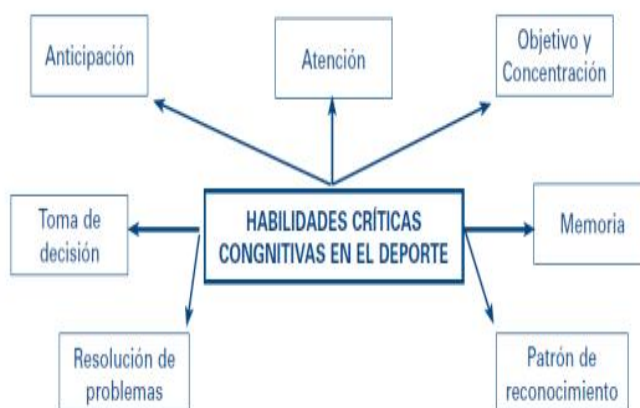 Anticipación
Atención
Objetivo y
Concentración
Toma de
decisión
HABILIDADES CRÍTICAS
CONGNITIVAS EN EL DEPORTE
Memoria
Resolución de
problemas
Patrón de
reconocimiento